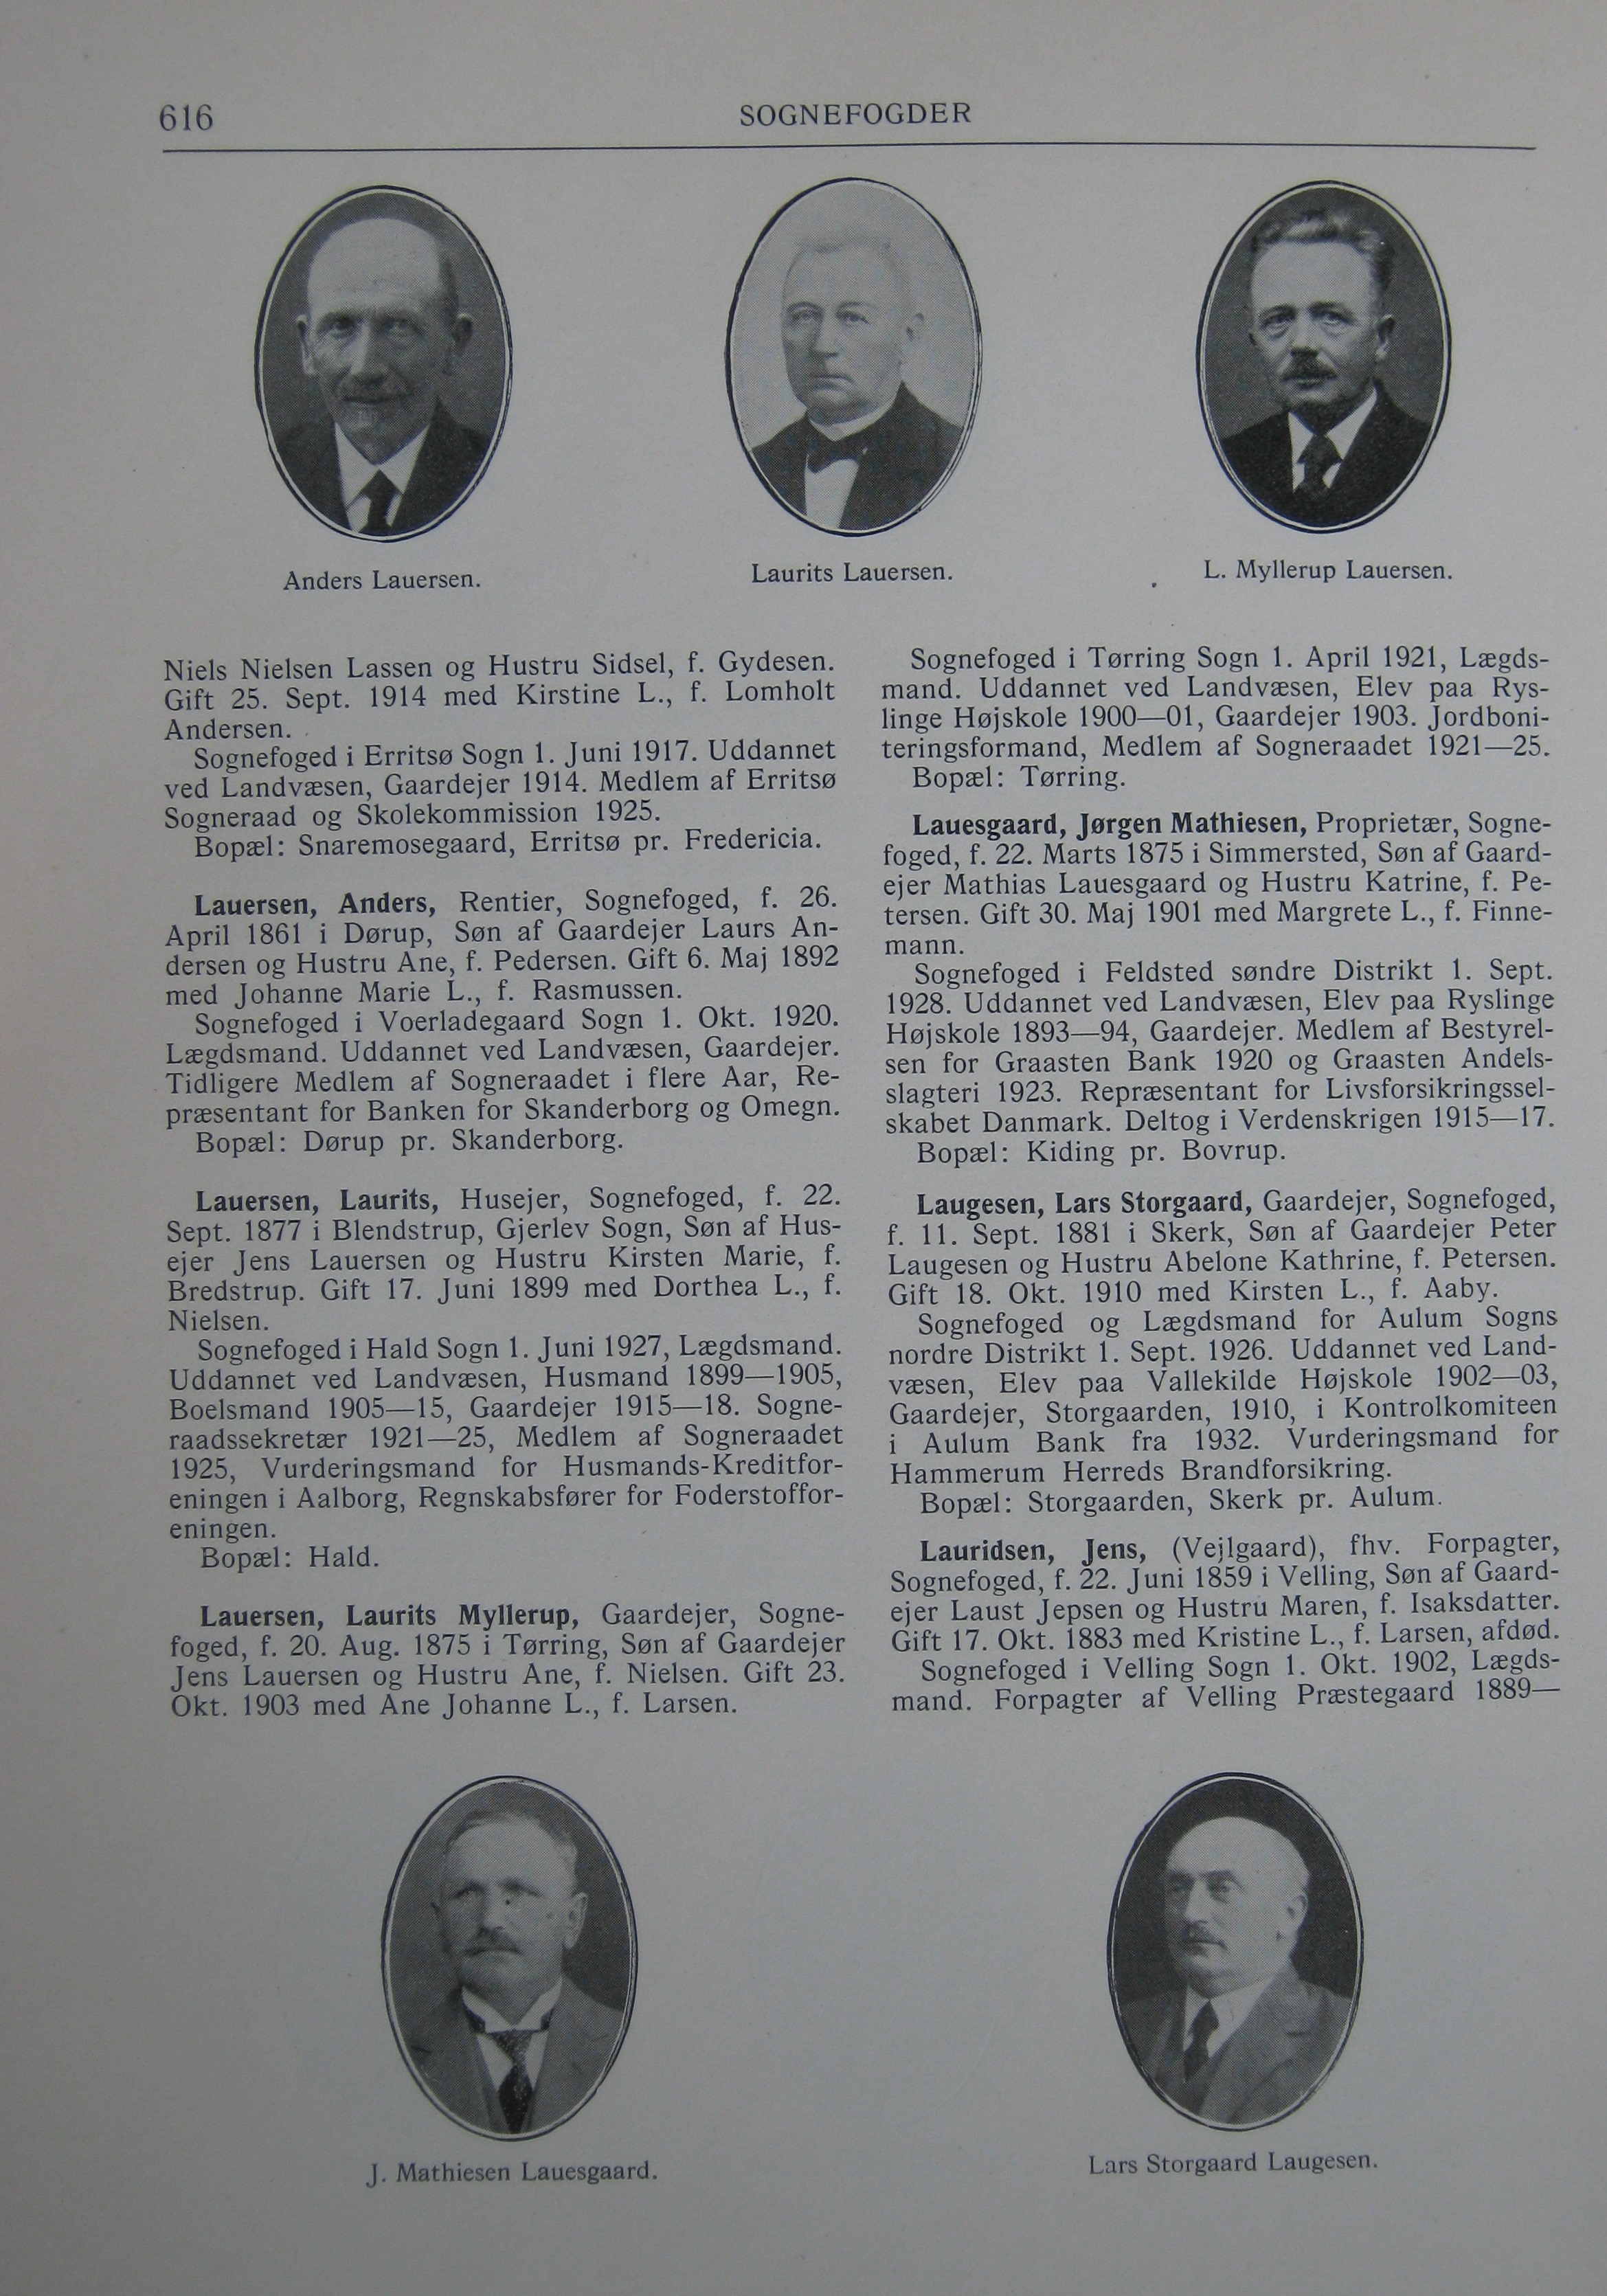 616
SOGNEFOGDER
Anders Lauersen.
Laurits Lauersen.
L. Myllerup Lauersen.
Niels Nielsen Lassen og Hustru Sidsel, f. Gydesen.
Gift 25. Sept. 1914 med Kirstine L., f. Lomholt
Andersen.
Sognefoged i Erritsø Sogn 1. Juni 1917. Uddannet
ved Landvæsen, Gaardejer 1914. Medlem af Erritsø
Sogneraad og Skolekommission 1925.
Bopæl: Snaremosegaard, Erritsø pr. Fredericia.
Lauersen, Anders, Rentier, Sognefoged, f. 26.
April 1861 i Dørup, Søn af Gaardejer Laurs An-
dersen og Hustru Ane, f. Pedersen. Gift 6. Maj 1892
med Johanne Marie L., f. Rasmussen.
Sognefoged i Voerladegaard Sogn 1. Okt. 1920.
Lægdsmand. Uddannet ved Landvæsen, Gaardejer.
Tidligere Medlem af Sogneraadet i flere Aar, Re-
præsentant for Banken for Skanderborg og Omegn.
Bopæl: Dørup pr. Skanderborg.
Lauersen, Laurits, Husejer, Sognefoged, f. 22.
Sept. 1877 i Blendstrup, Gjerlev Sogn, Søn af Hus-
ejer Jens Lauersen og Hustru Kirsten Marie, f.
Bredstrup. Gift 17. Juni 1899 med Dorthea L., f.
Nielsen.
Sognefoged i Hald Sogn 1. Juni 1927, Lægdsmand.
Uddannet ved Landvæsen, Husmand 1899—1905,
Boelsmand 1905—15, Gaardejer 1915—18. Sogne-
raadssekretær 1921—25, Medlem af Sogneraadet
1925, Vurderingsmand for Husmands-Kreditfor-
eningen i Aalborg, Regnskabsfører for Foderstoffor-
eningen.
Bopæl: Hald.
Lauersen, Laurits Myllerup, Gaardejer, Sogne-
foged, f. 20. Aug. 1875 i Tørring, Søn af Gaardejer
Jens Lauersen og Hustru Ane, f. Nielsen. Gift 23.
Okt. 1903 med Ane Johanne L., f. Larsen.
Sognefoged i Tørring Sogn 1. April 1921, Lægds-
mand. Uddannet ved Landvæsen, Elev paa Rys-
linge Højskole 1900—01, Gaardejer 1903. Jordboni-
teringsformand, Medlem af Sogneraadet 1921—25.
Bopæl: Tørring.
Lauesgaard, Jørgen Mathiesen, Proprietær, Sogne-
foged, f. 22. Marts 1875 i Simmersted, Søn af Gaard-
ejer Mathias Lauesgaard og Hustru Katrine, f. Pe-
tersen. Gift 30. Maj 1901 med Margrete L., f. Finne-
mann.
Sognefoged i Feldsted søndre Distrikt 1. Sept.
1928. Uddannet ved Landvæsen, Elev paa Ryslinge
Højskole 1893—94, Gaardejer. Medlem af Bestyrel-
sen for Graasten Bank 1920 og Graasten Andels-
slagteri 1923. Repræsentant for Livsforsikringssel-
skabet Danmark. Deltog i Verdenskrigen 1915—17.
Bopæl: Kiding pr. Bovrup.
Laugesen, Lars Storgaard, Gaardejer, Sognefoged,
f. 11. Sept. 1881 i Skerk, Søn af Gaardejer Peter
Laugesen og Hustru Abelone Kathrine, f. Petersen.
Gift 18. Okt. 1910 med Kirsten L., f. Aaby.
Sognefoged og Lægdsmand for Aulum Sogns
nordre Distrikt 1. Sept. 1926. Uddannet ved Land-
væsen, Elev paa Vallekilde Højskole 1902—03,
Gaardejer, Storgaarden, 1910, i Kontrolkomiteen
i Aulum Bank fra 1932. Vurderingsmand for
Hammerum Herreds Brandforsikring.
Bopæl: Storgaarden, Skerk pr. Aulum.
Lauridsen, Jens, (Vejlgaard), fhv. Forpagter,
Sognefoged, f. 22. Juni 1859 i Velling, Søn af Gaard-
ejer Laust Jepsen og Hustru Maren, f. Isaksdatter.
Gift 17. Okt. 1883 med Kristine L., f. Larsen, afdød.
Sognefoged i Velling Sogn 1. Okt. 1902, Lægds-
mand. Forpagter af Velling Præstegaard 1889—
J. Mathiesen Lauesgaard.
Lars Storgaard Laugesen.